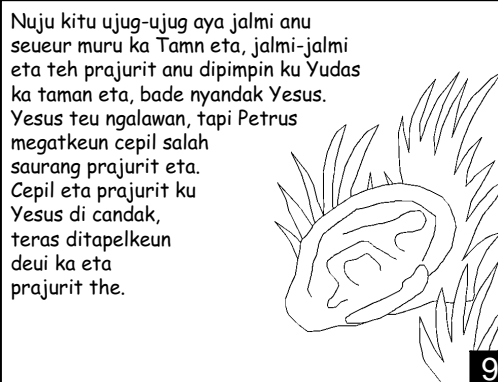 Nuju kitu ujug-ujug aya jalmi anu
seueur muru ka Tamn eta, jalmi-jalmi
eta teh prajurit anu dipimpin ku Yudas
ka taman eta, bade nyandak Yesus.
Yesus teu ngalawan, tapi Petrus
megatkeun cepil salah
saurang prajurit eta.
Cepil eta prajurit ku
Yesus di candak,
teras ditapelkeun
deui ka eta
prajurit the.
9